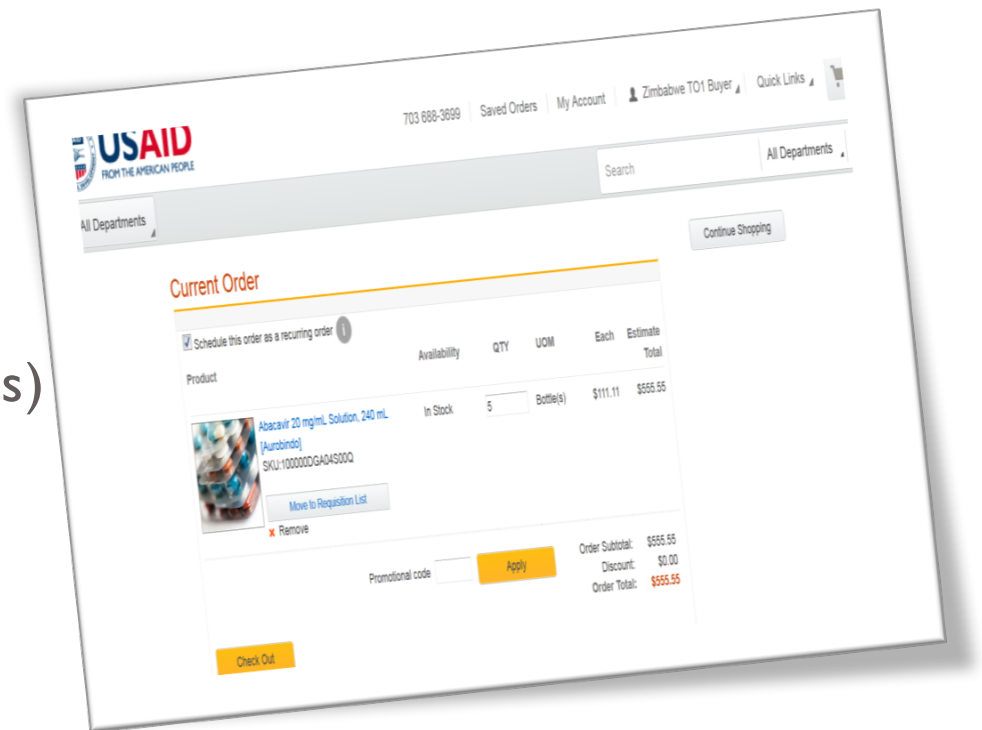 USAID
FROM THE AMERICAN PEOPLE
703 688-3699 Saved Orders My Account Zimbabwe TO1 Buyer Quick Links
Search All Departments
All Departments
Continue Shopping
Current Order
Schedule this order as a recurring order i
Product Availability QTY UOM Each Estimate
Total
Abacavir 20 mg/mL Solution, 240 mL In Stock 5 Bottle(s) $111.11 $555.55
[Aurobindo]
SKU:100000DGA04S00Q
Move to Requisition List
x Remove
Promotional code Apply
Order Subtotal: $555.55
Discount: $0.00
Order Total: $555.55
Check Out
s)